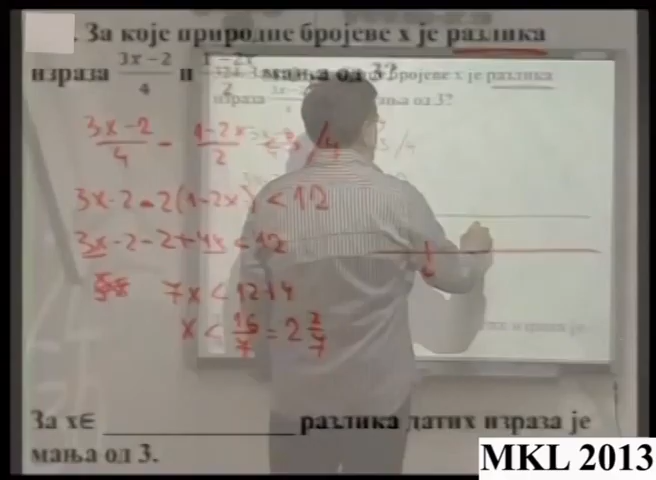 . За које природне бројеве x је разлика
израза 3x − 2 / 4 и 1 − 2x / 2 мања од 3?
3x-2 / 4 - 1-2x / 2 < 3 / 4
3x-2-2(1-2x) < 12
3x-2-2+4x < 12
7x < 12+4
x < 16/7 = 2 2/7
За x∈ ______________ разлика датих израза је
мања од 3.
MKL 2013